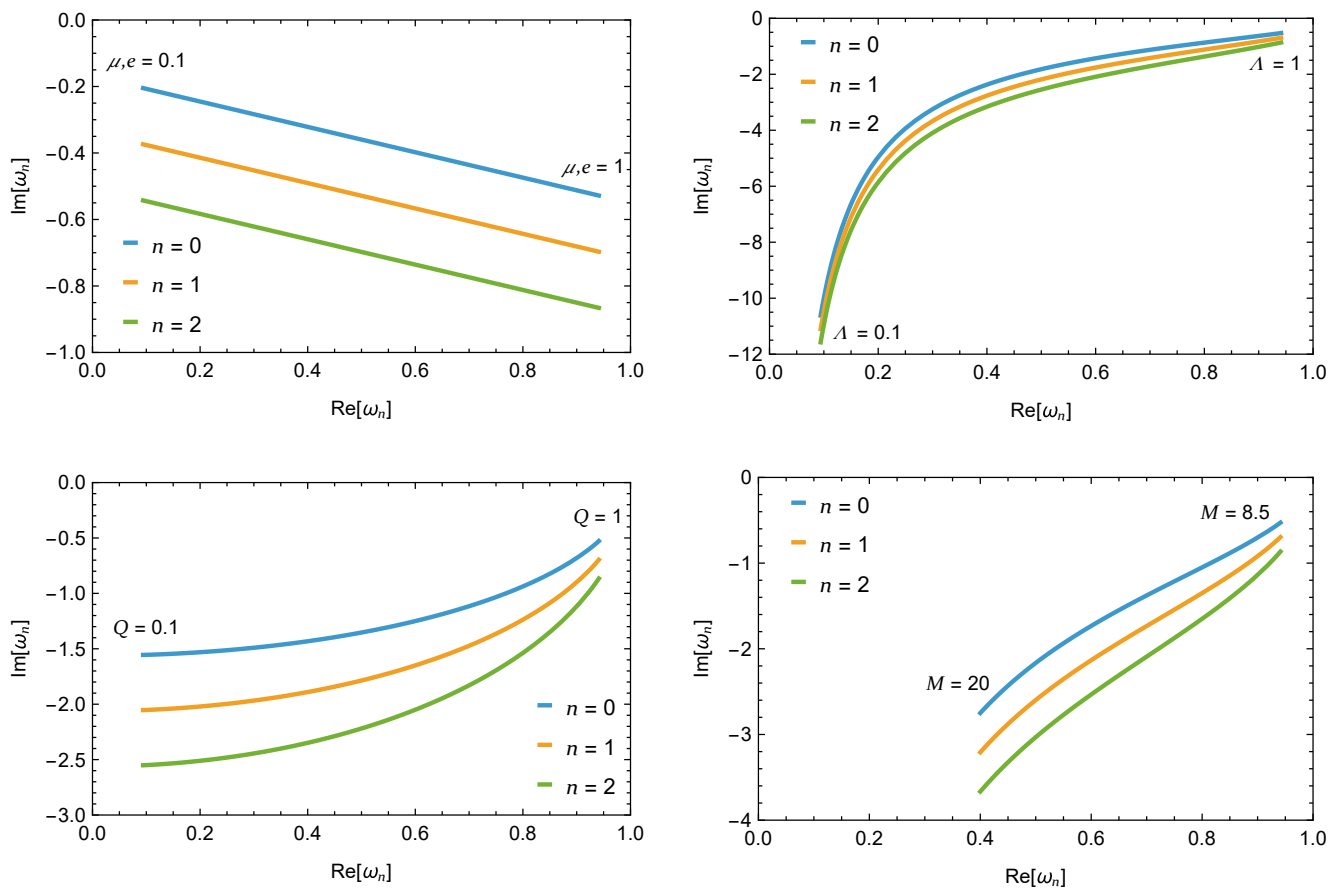 μ,e = 0.1
μ,e = 1
n = 0
n = 1
n = 2
0.0
−0.2
−0.4
−0.6
−0.8
−1.0
0.0 0.2 0.4 0.6 0.8 1.0
Im[ωn]
Re[ωn]
n = 0
n = 1
n = 2
Λ = 1
Λ = 0.1
0
−2
−4
−6
−8
−10
−12
0.0 0.2 0.4 0.6 0.8 1.0
Im[ωn]
Re[ωn]
Q = 1
Q = 0.1
n = 0
n = 1
n = 2
0.0
−0.5
−1.0
−1.5
−2.0
−2.5
−3.0
0.0 0.2 0.4 0.6 0.8 1.0
Im[ωn]
Re[ωn]
n = 0
n = 1
n = 2
M = 8.5
M = 20
0
−1
−2
−3
−4
0.0 0.2 0.4 0.6 0.8 1.0
Im[ωn]
Re[ωn]